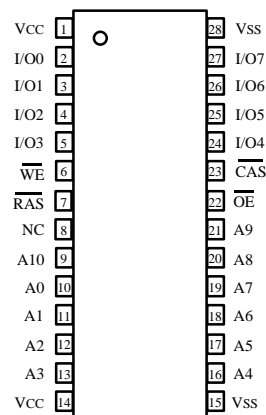 VCC 1 28 VSS
I/O0 2 27 I/O7
I/O1 3 26 I/O6
I/O2 4 25 I/O5
I/O3 5 24 I/O4
WE 6 23 CAS
RAS 7 22 OE
NC 8 21 A9
A10 9 20 A8
A0 10 19 A7
A1 11 18 A6
A2 12 17 A5
A3 13 16 A4
VCC 14 15 VSS